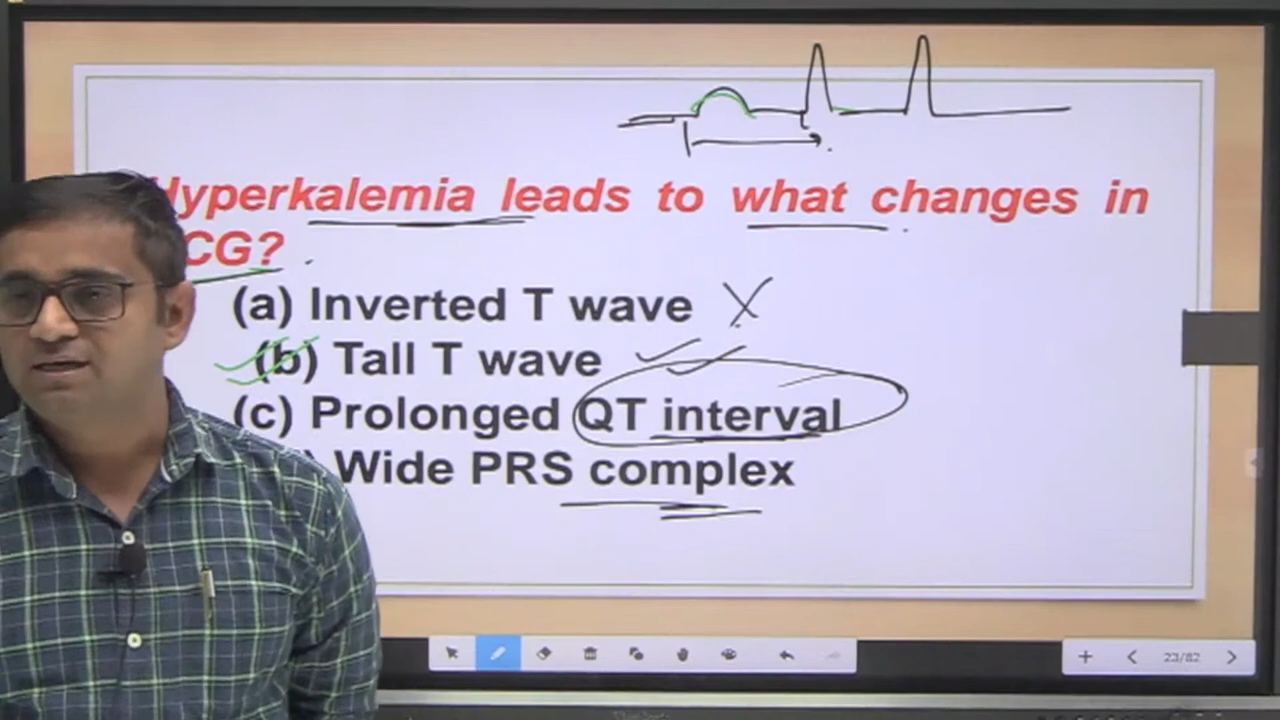 Hyperkalemia leads to what changes in
CG?
(a) Inverted T wave
(b) Tall T wave
(c) Prolonged QT interval
) Wide PRS complex
23/82